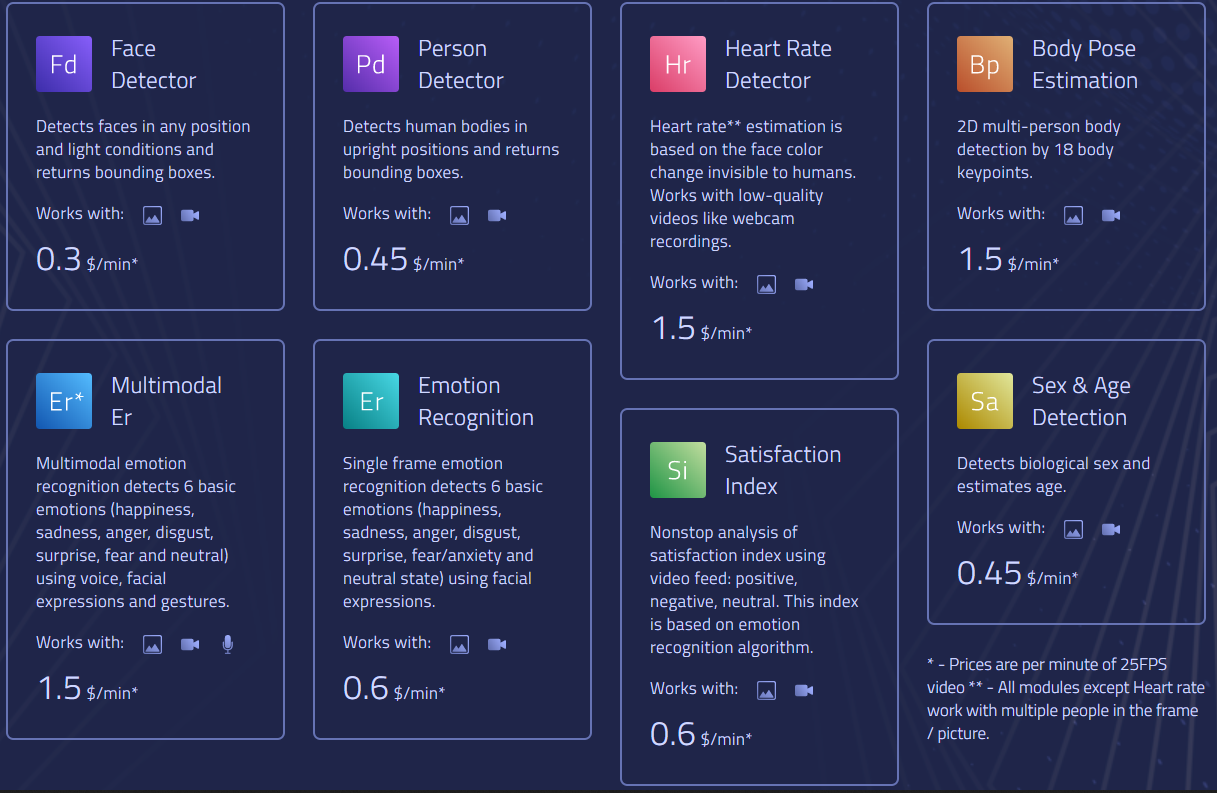 Fd
Face
Detector
Detects faces in any position
and light conditions and
returns bounding boxes.
Works with:
0.3 $/min*
Pd
Person
Detector
Detects human bodies in
upright positions and returns
bounding boxes.
Works with:
0.45 $/min*
Hr
Heart Rate
Detector
Heart rate** estimation is
based on the face color
change invisible to humans.
Works with low-quality
videos like webcam
recordings.
Works with:
1.5 $/min*
Bp
Body Pose
Estimation
2D multi-person body
detection by 18 body
keypoints.
Works with:
1.5 $/min*
Er*
Multimodal
Er
Multimodal emotion
recognition detects 6 basic
emotions (happiness,
sadness, anger, disgust,
surprise, fear and neutral)
using voice, facial
expressions and gestures.
Works with:
1.5 $/min*
Er
Emotion
Recognition
Single frame emotion
recognition detects 6 basic
emotions (happiness,
sadness, anger, disgust,
surprise, fear/anxiety and
neutral state) using facial
expressions.
Works with:
0.6 $/min*
Si
Satisfaction
Index
Nonstop analysis of
satisfaction index using
video feed: positive,
negative, neutral. This index
is based on emotion
recognition algorithm.
Works with:
0.6 $/min*
Sa
Sex & Age
Detection
Detects biological sex and
estimates age.
Works with:
0.45 $/min*
* - Prices are per minute of 25FPS
video ** - All modules except Heart rate
work with multiple people in the frame
/ picture.